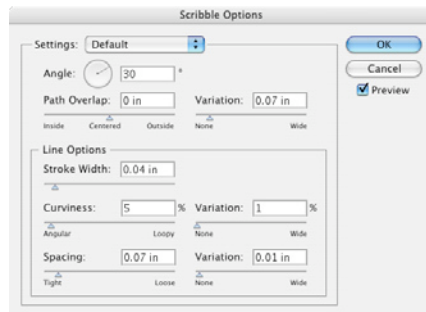 Scribble Options
Settings: Default
OK
Angle: 30 °
Cancel
Path Overlap: 0 in Variation: 0.07 in
Preview
Inside Centered Outside None Wide
Line Options
Stroke Width: 0.04 in
Curviness: 5 % Variation: 1 %
Angular Loopy None Wide
Spacing: 0.07 in Variation: 0.01 in
Tight Loose None Wide